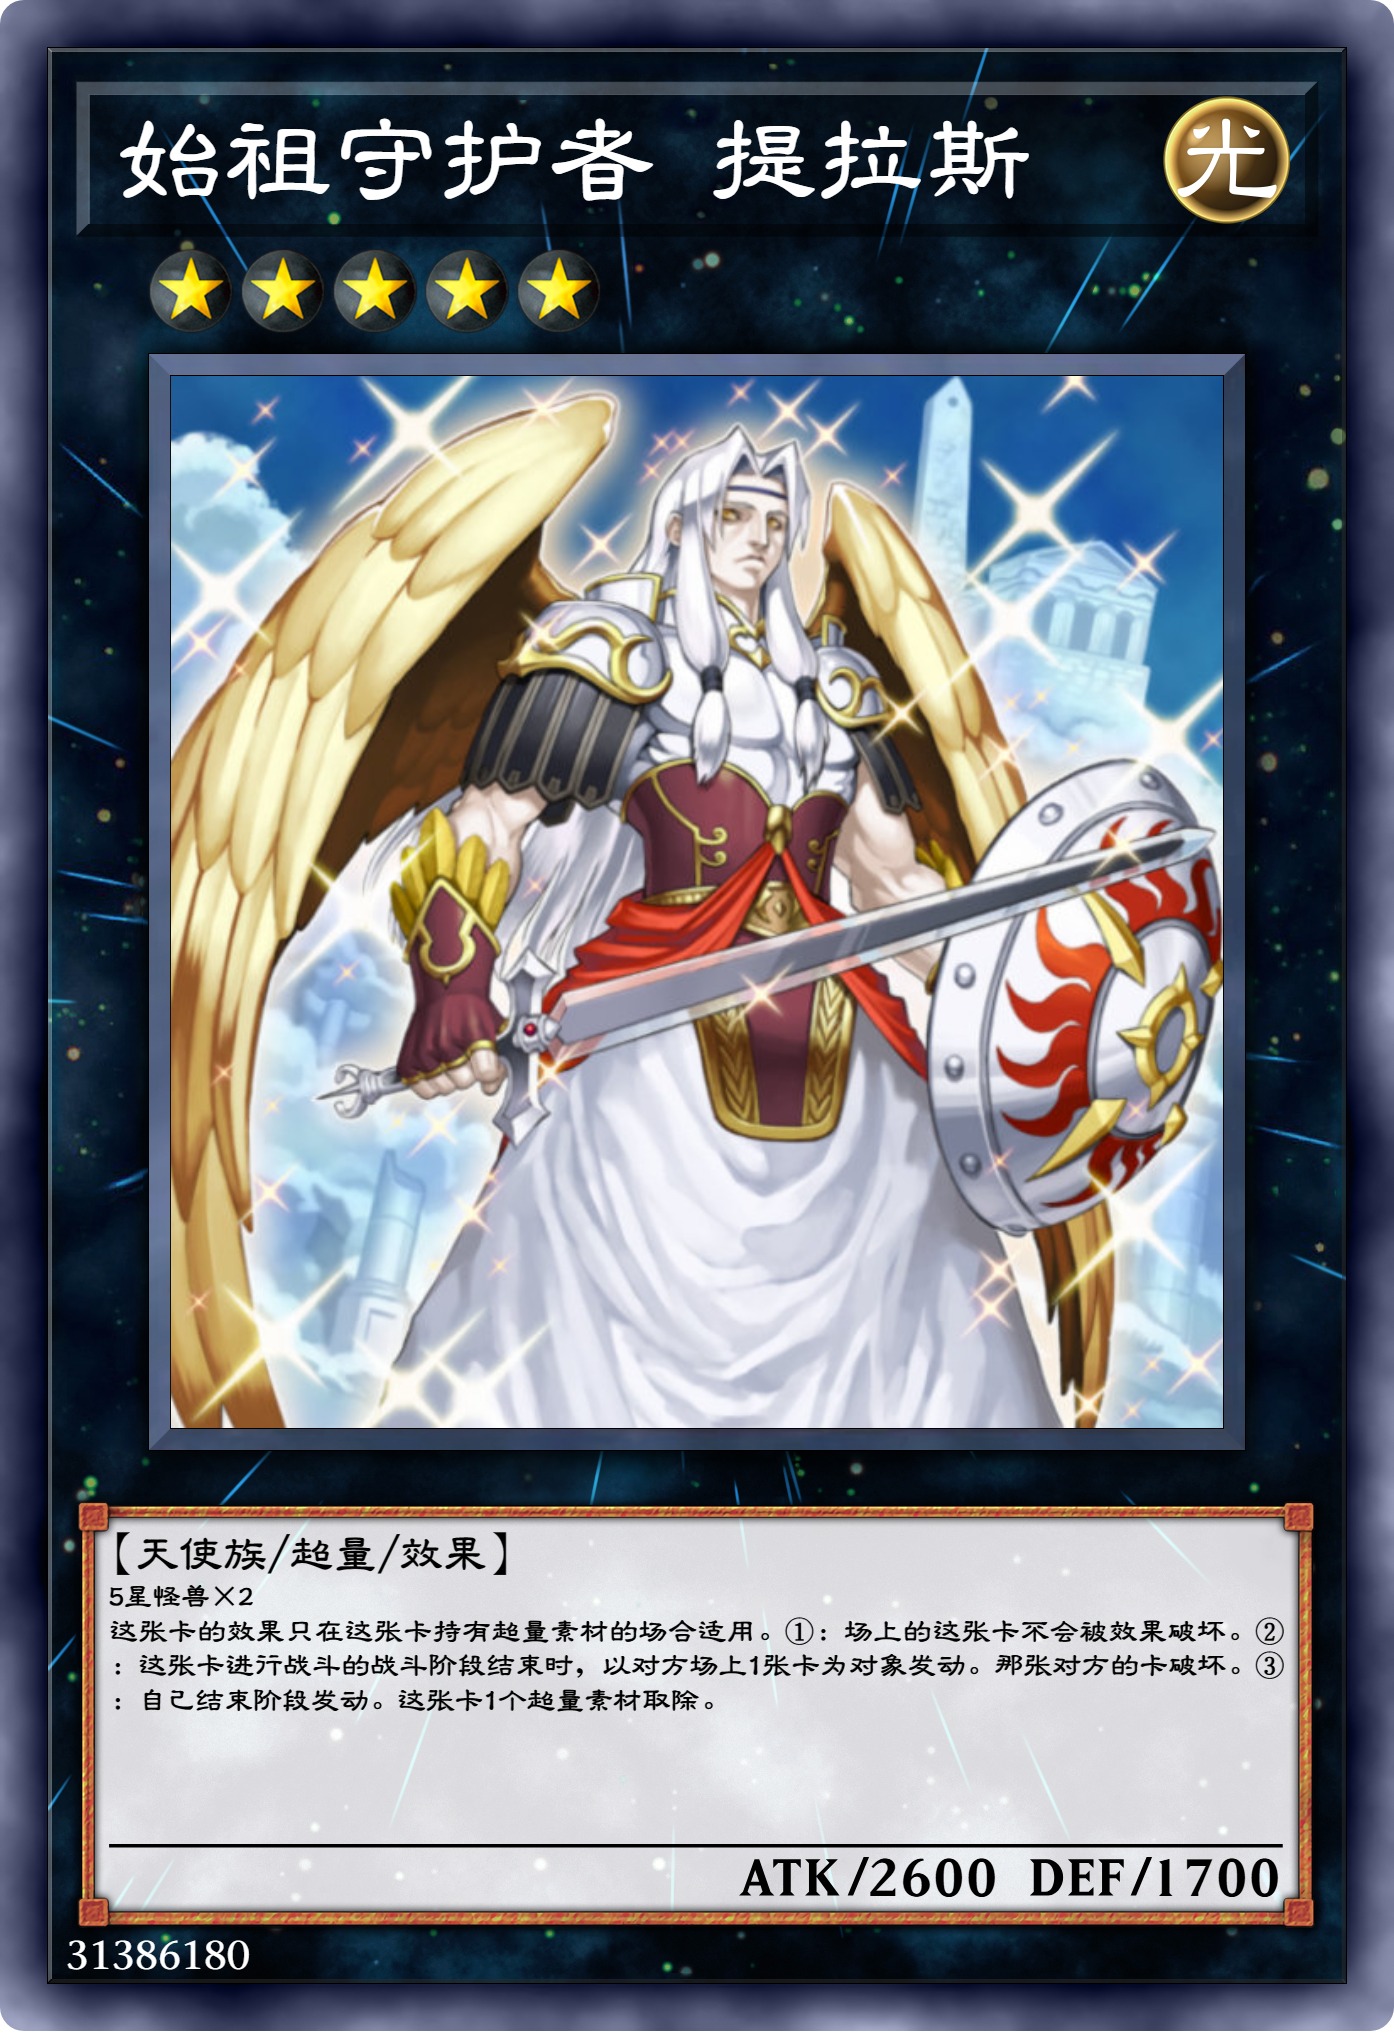 始祖守护者 提拉斯
光
【天使族/超量/效果】
5星怪兽×2
这张卡的效果只在这张卡持有超量素材的场合适用。①：场上的这张卡不会被效果破坏。②
：这张卡进行战斗的战斗阶段结束时，以对方场上1张卡为对象发动。那张对方的卡破坏。③
：自己结束阶段发动。这张卡1个超量素材取除。
ATK/2600 DEF/1700
31386180